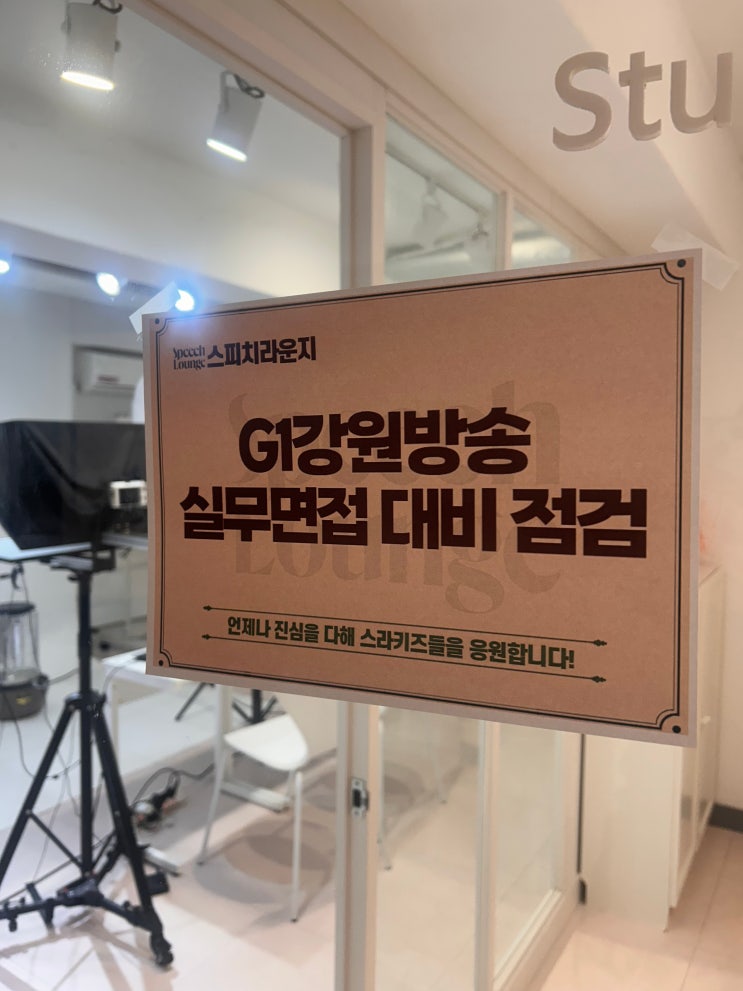 Stu
Speech
Lounge 스피치라운지
Speech
Lounge
G1강원방송
실무면접 대비 점검
언제나 진심을 다해 스라키즈들을 응원합니다!